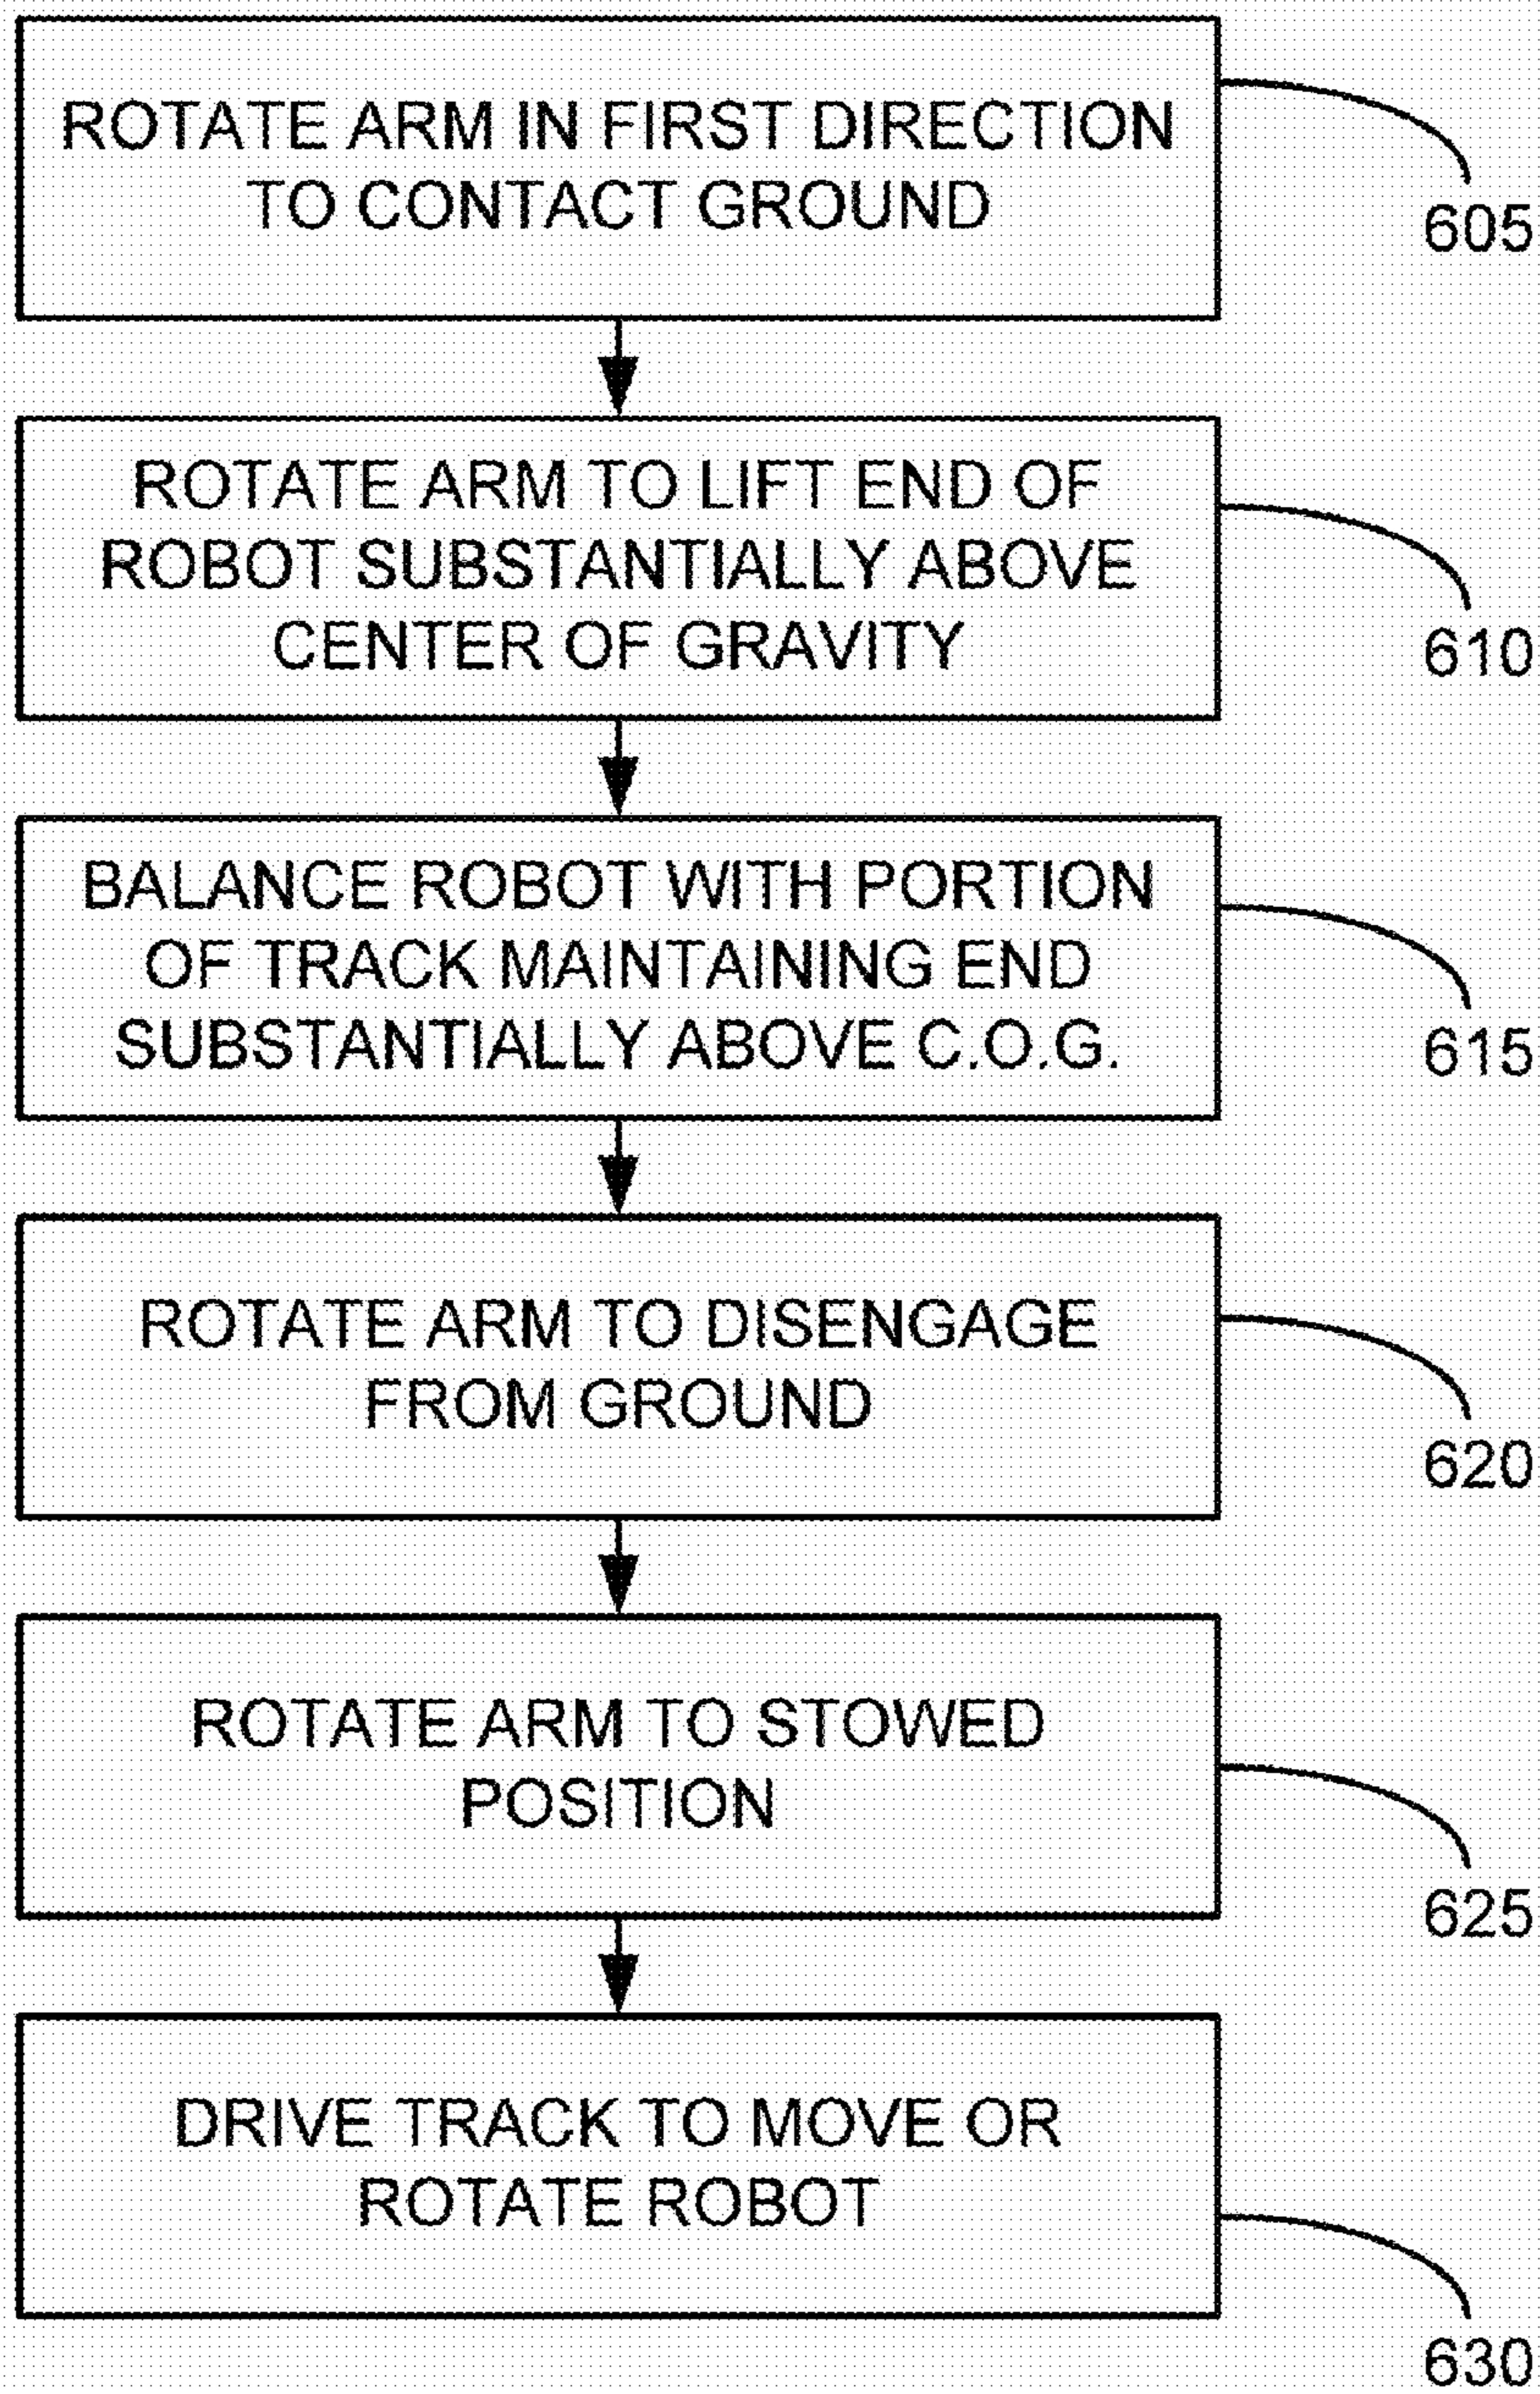 ROTATE ARM IN FIRST DIRECTION
TO CONTACT GROUND
605
ROTATE ARM TO LIFT END OF
ROBOT SUBSTANTIALLY ABOVE
CENTER OF GRAVITY
610
BALANCE ROBOT WITH PORTION
OF TRACK MAINTAINING END
SUBSTANTIALLY ABOVE C.O.G.
615
ROTATE ARM TO DISENGAGE
FROM GROUND
620
ROTATE ARM TO STOWED
POSITION
625
DRIVE TRACK TO MOVE OR
ROTATE ROBOT
630